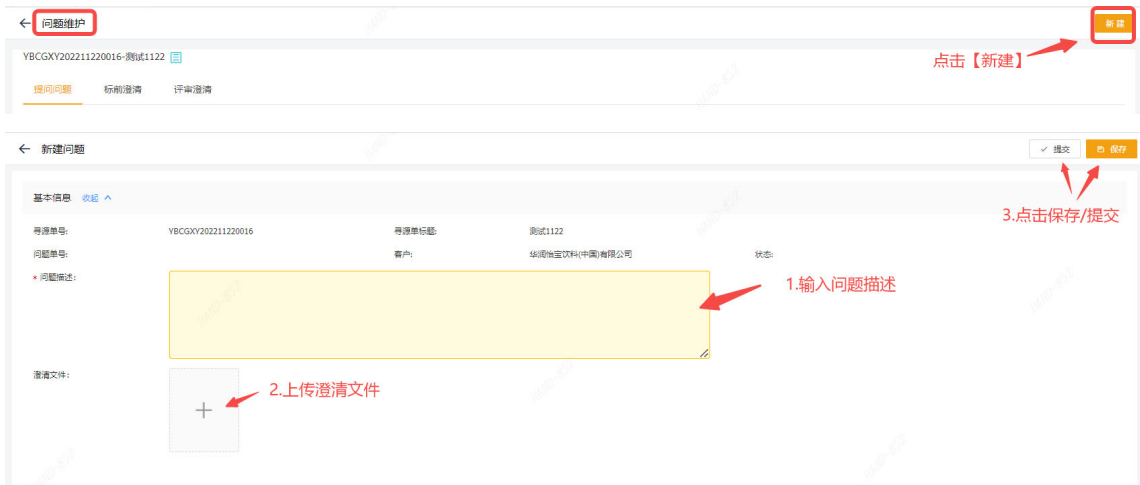 ← 问题维护 新建
YBCGXY202211220016-测试1122
点击【新建】
提问问题 标前澄清 评审澄清
← 新建问题 提交 保存
基本信息 收起
3.点击保存/提交
寻源单号: YBCGXY202211220016 寻源单标题: 测试1122
问题单号: 客户: 华润怡宝饮料(中国)有限公司 状态:
* 问题描述:
1.输入问题描述
澄清文件:
2.上传澄清文件
+